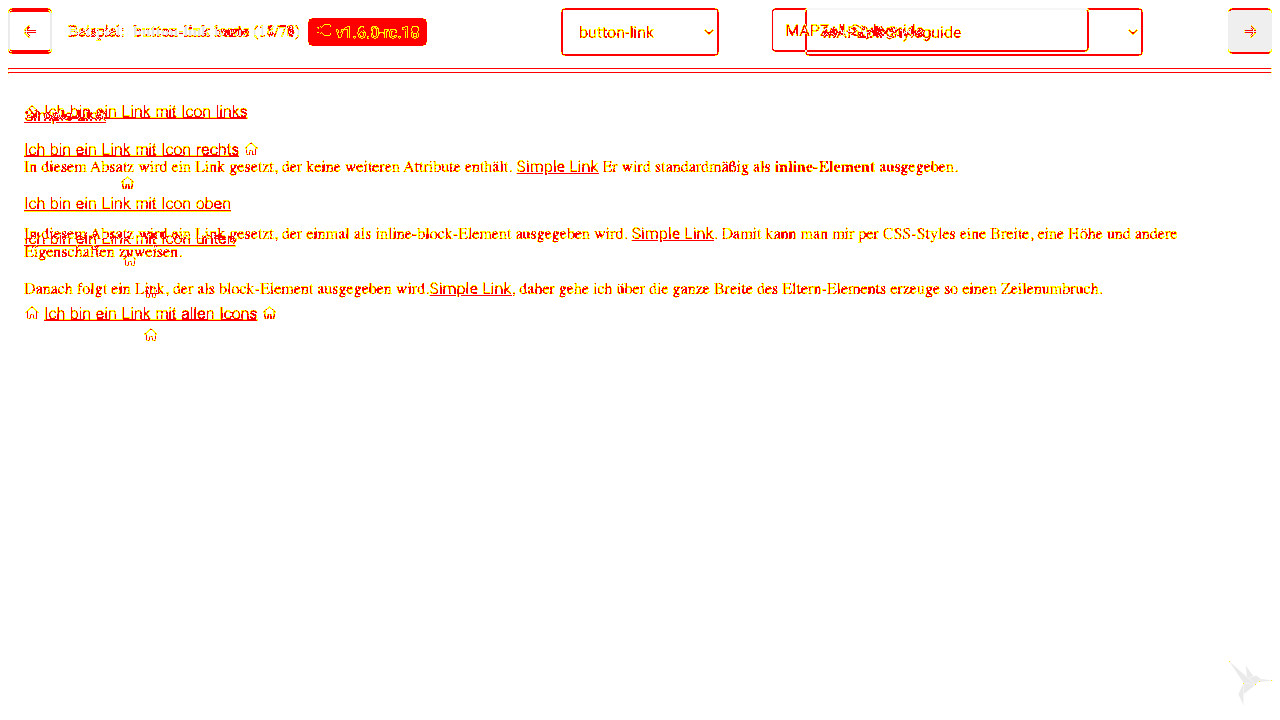 ← Beispiel: button-link v1.6.0-rc.18 button-link Styleguide →
Ich bin ein Link mit Icon links
Ich bin ein Link mit Icon rechts
In diesem Absatz wird ein Link gesetzt, der keine weiteren Attribute enthält. Simple Link Er wird standardmäßig als inline-Element ausgegeben.
Ich bin ein Link mit Icon oben
In diesem Absatz wird ein Link gesetzt, der einmal als inline-block-Element ausgegeben wird. Simple Link. Damit kann man mir per CSS-Styles eine Breite, eine Höhe und andere
Ich bin ein Link mit Icon unten
Eigenschaften zuweisen.
Danach folgt ein Link, der als block-Element ausgegeben wird.Simple Link, daher gehe ich über die ganze Breite des Eltern-Elements erzeuge so einen Zeilenumbruch.
Ich bin ein Link mit allen Icons